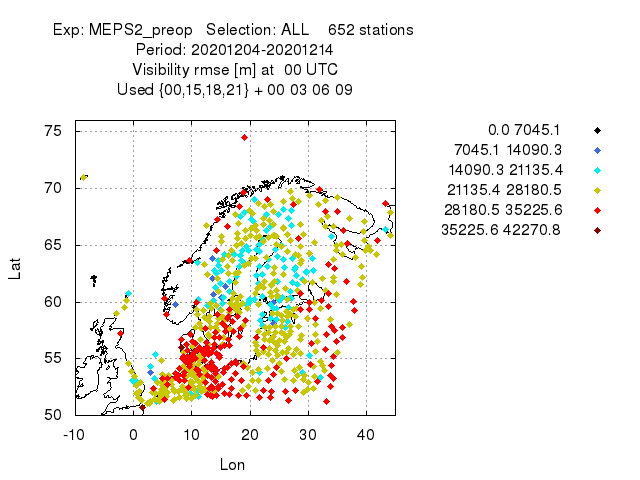 Exp: MEPS2_preop   Selection: ALL    652 stations
Period: 20201204-20201214
Visibility rmse [m] at  00 UTC
Used {00,15,18,21} + 00 03 06 09
0.0 7045.1
7045.1 14090.3
14090.3 21135.4
21135.4 28180.5
28180.5 35225.6
35225.6 42270.8
75
70
65
60
55
50
Lat
-10 0 10 20 30 40
Lon